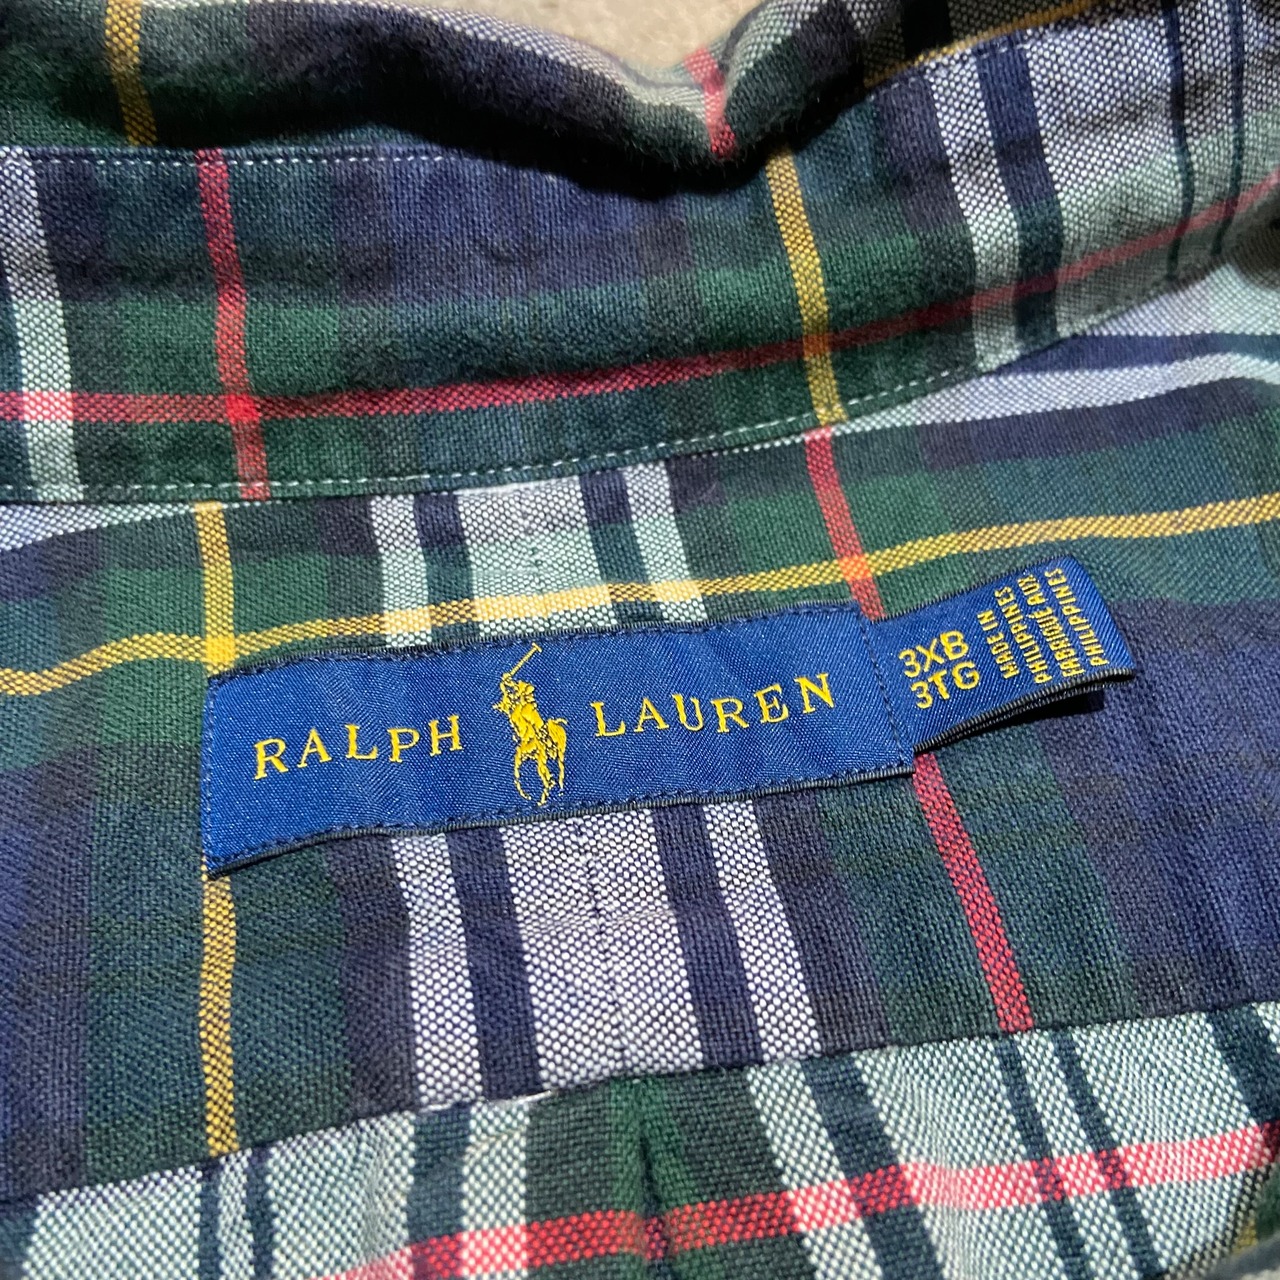 RALPH LAUREN
3XB
3TG
MADE IN
PHILIPPINES
FABRIQUÉ AUX
PHILIPPINES